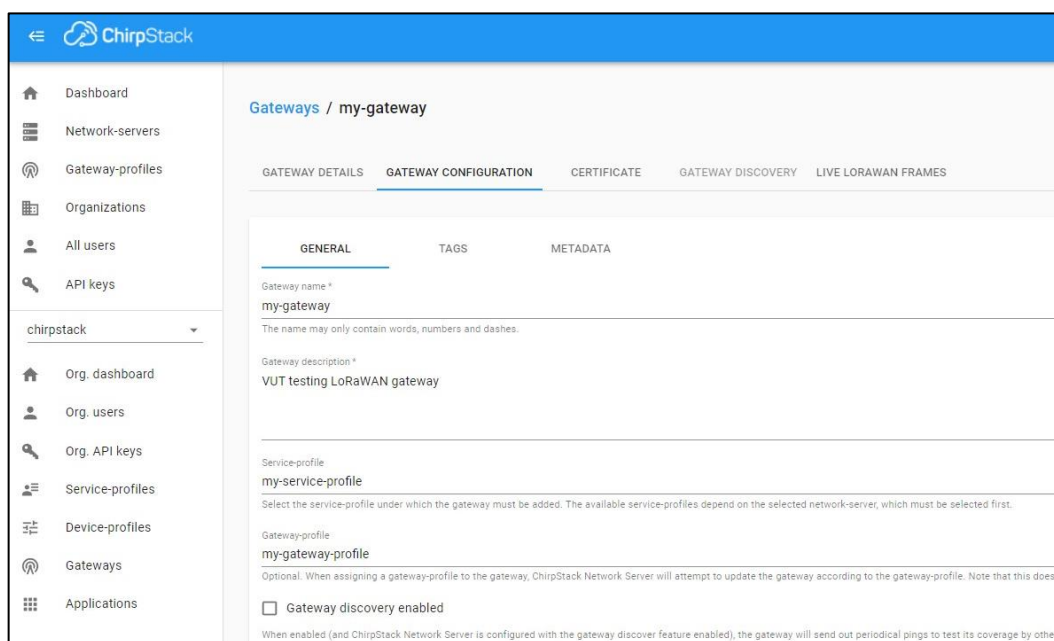 ChirpStack
Dashboard
Network-servers
Gateway-profiles
Organizations
All users
API keys
chirpstack
Org. dashboard
Org. users
Org. API keys
Service-profiles
Device-profiles
Gateways
Applications
Gateways / my-gateway
GATEWAY DETAILS GATEWAY CONFIGURATION CERTIFICATE GATEWAY DISCOVERY LIVE LORAWAN FRAMES
GENERAL TAGS METADATA
Gateway name *
my-gateway
The name may only contain words, numbers and dashes.
Gateway description *
VUT testing LoRaWAN gateway
Service-profile
my-service-profile
Select the service-profile under which the gateway must be added. The available service-profiles depend on the selected network-server, which must be selected first.
Gateway-profile
my-gateway-profile
Optional. When assigning a gateway-profile to the gateway, ChirpStack Network Server will attempt to update the gateway according to the gateway-profile. Note that this does
Gateway discovery enabled
When enabled (and ChirpStack Network Server is configured with the gateway discover feature enabled), the gateway will send out periodical pings to test its coverage by othe